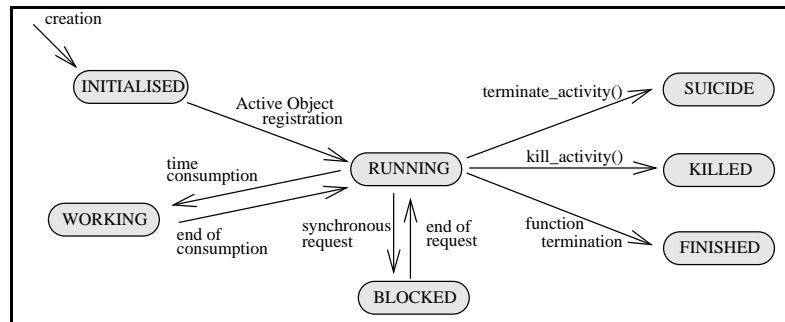 creation
INITIALISED
Active Object
registration
time
consumption
WORKING
end of
consumption
RUNNING
synchronous
request
end of
request
BLOCKED
terminate_activity()
SUICIDE
kill_activity()
KILLED
function
termination
FINISHED